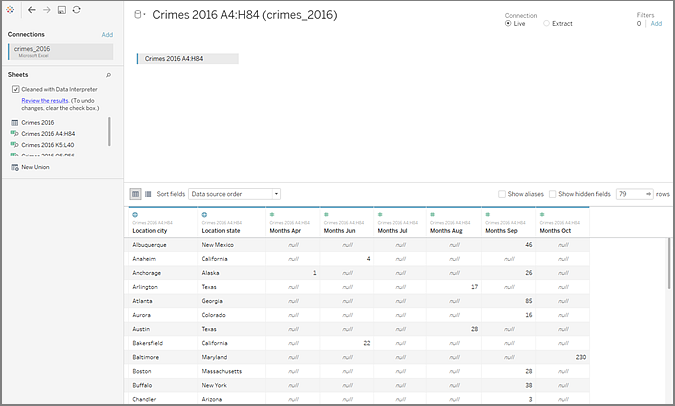 Connections Add
crimes_2016
Microsoft Excel
Sheets
Cleaned with Data Interpreter
Review the results. (To undo
changes, clear the check box.)
Crimes 2016
Crimes 2016 A4:H84
Crimes 2016 K5:L40
New Union
Crimes 2016 A4:H84 (crimes_2016)
Connection
Live Extract
Filters
0 Add
Crimes 2016 A4:H84
Sort fields Data source order Show aliases Show hidden fields 79 rows
Crimes 2016 A4:H84 Crimes 2016 A4:H84 Crimes 2016 A4:H84 Crimes 2016 A4:H84 Crimes 2016 A4:H84 Crimes 2016 A4:H84 Crimes 2016 A4:H84 Crimes 2016 A4:H84
Location city Location state Months Apr Months Jun Months Jul Months Aug Months Sep Months Oct
Albuquerque New Mexico null null null null 46 null
Anaheim California null 4 null null null null
Anchorage Alaska 1 null null null 26 null
Arlington Texas null null null 17 null null
Atlanta Georgia null null null null 85 null
Aurora Colorado null null null null 16 null
Austin Texas null null null 28 null null
Bakersfield California null 22 null null null null
Baltimore Maryland null null null null null 230
Boston Massachusetts null null null null 28 null
Buffalo New York null null null null 38 null
Chandler Arizona null null null null 3 null